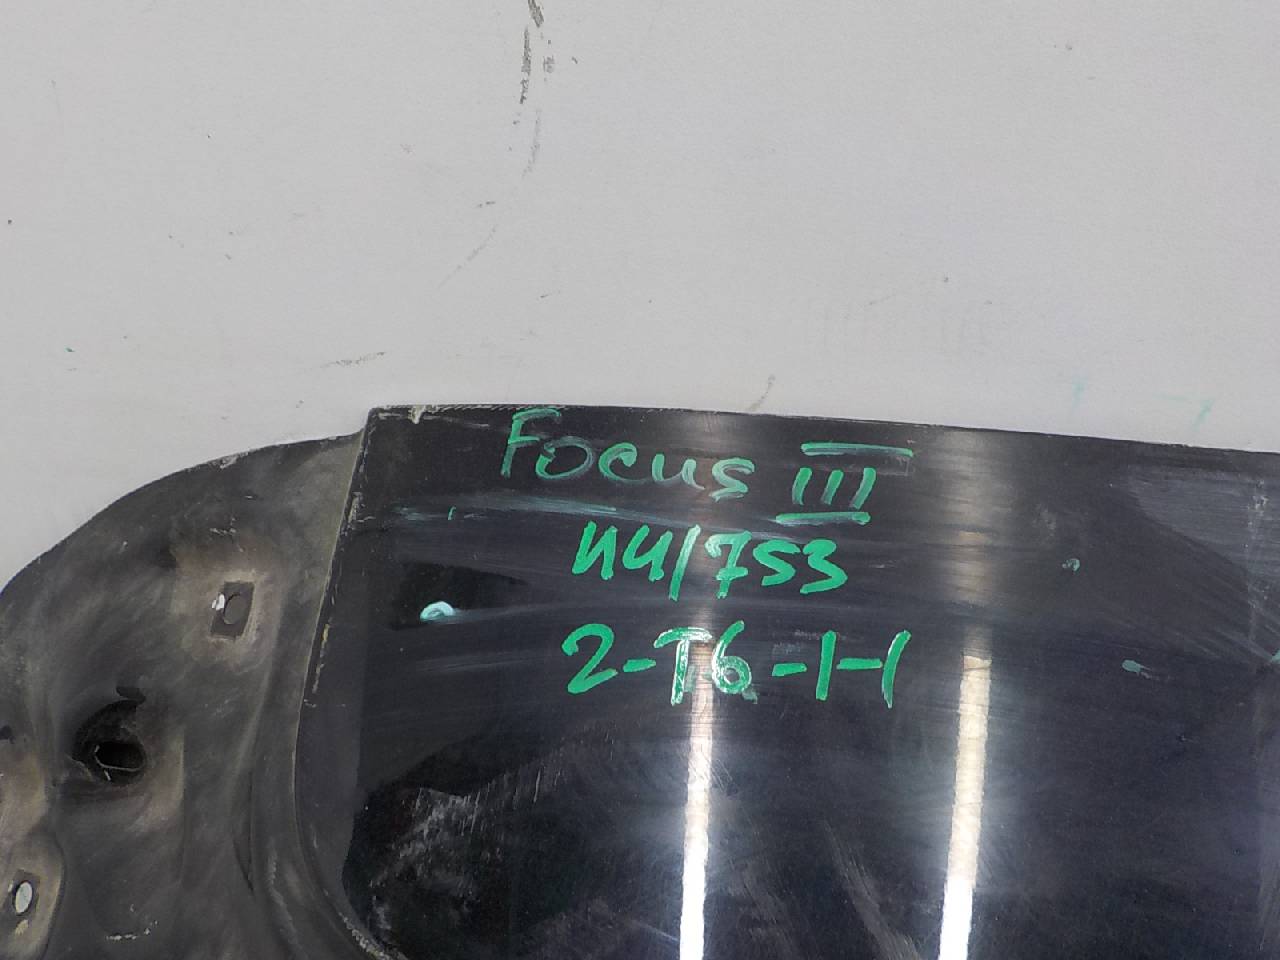 Focus III
И4/753
2-T6-1-1